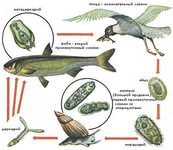 метацеркарий
птица - окончательный хозяин
рыба - второй
промежуточный
хозяин
яйцо
моллюск
(большой прудовик)
первый промежуточный
хозяин
со спороцистами
мирацидий
церкарий